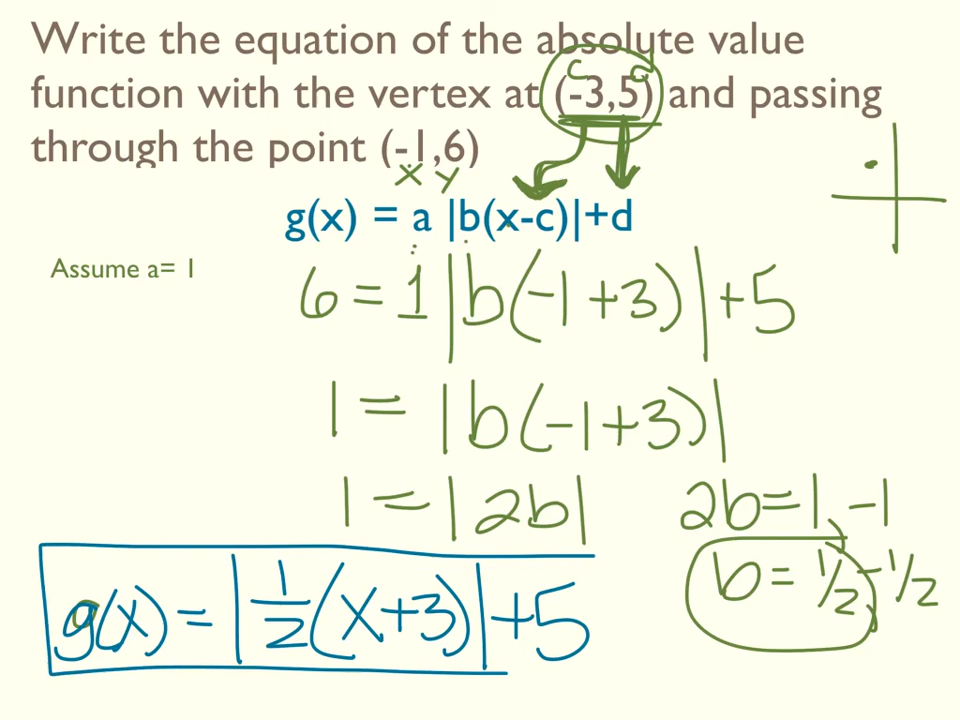 Write the equation of the absolute value
c d
function with the vertex at (-3,5) and passing
through the point (-1,6)
x y
g(x) = a |b(x-c)|+d
Assume a= 1
6 = 1 |b(-1+3)| +5
1 = |b(-1+3)|
1 = |2b|
2b = 1, -1
b = 1/2, -1/2
g(x) = |1/2(x+3)| +5